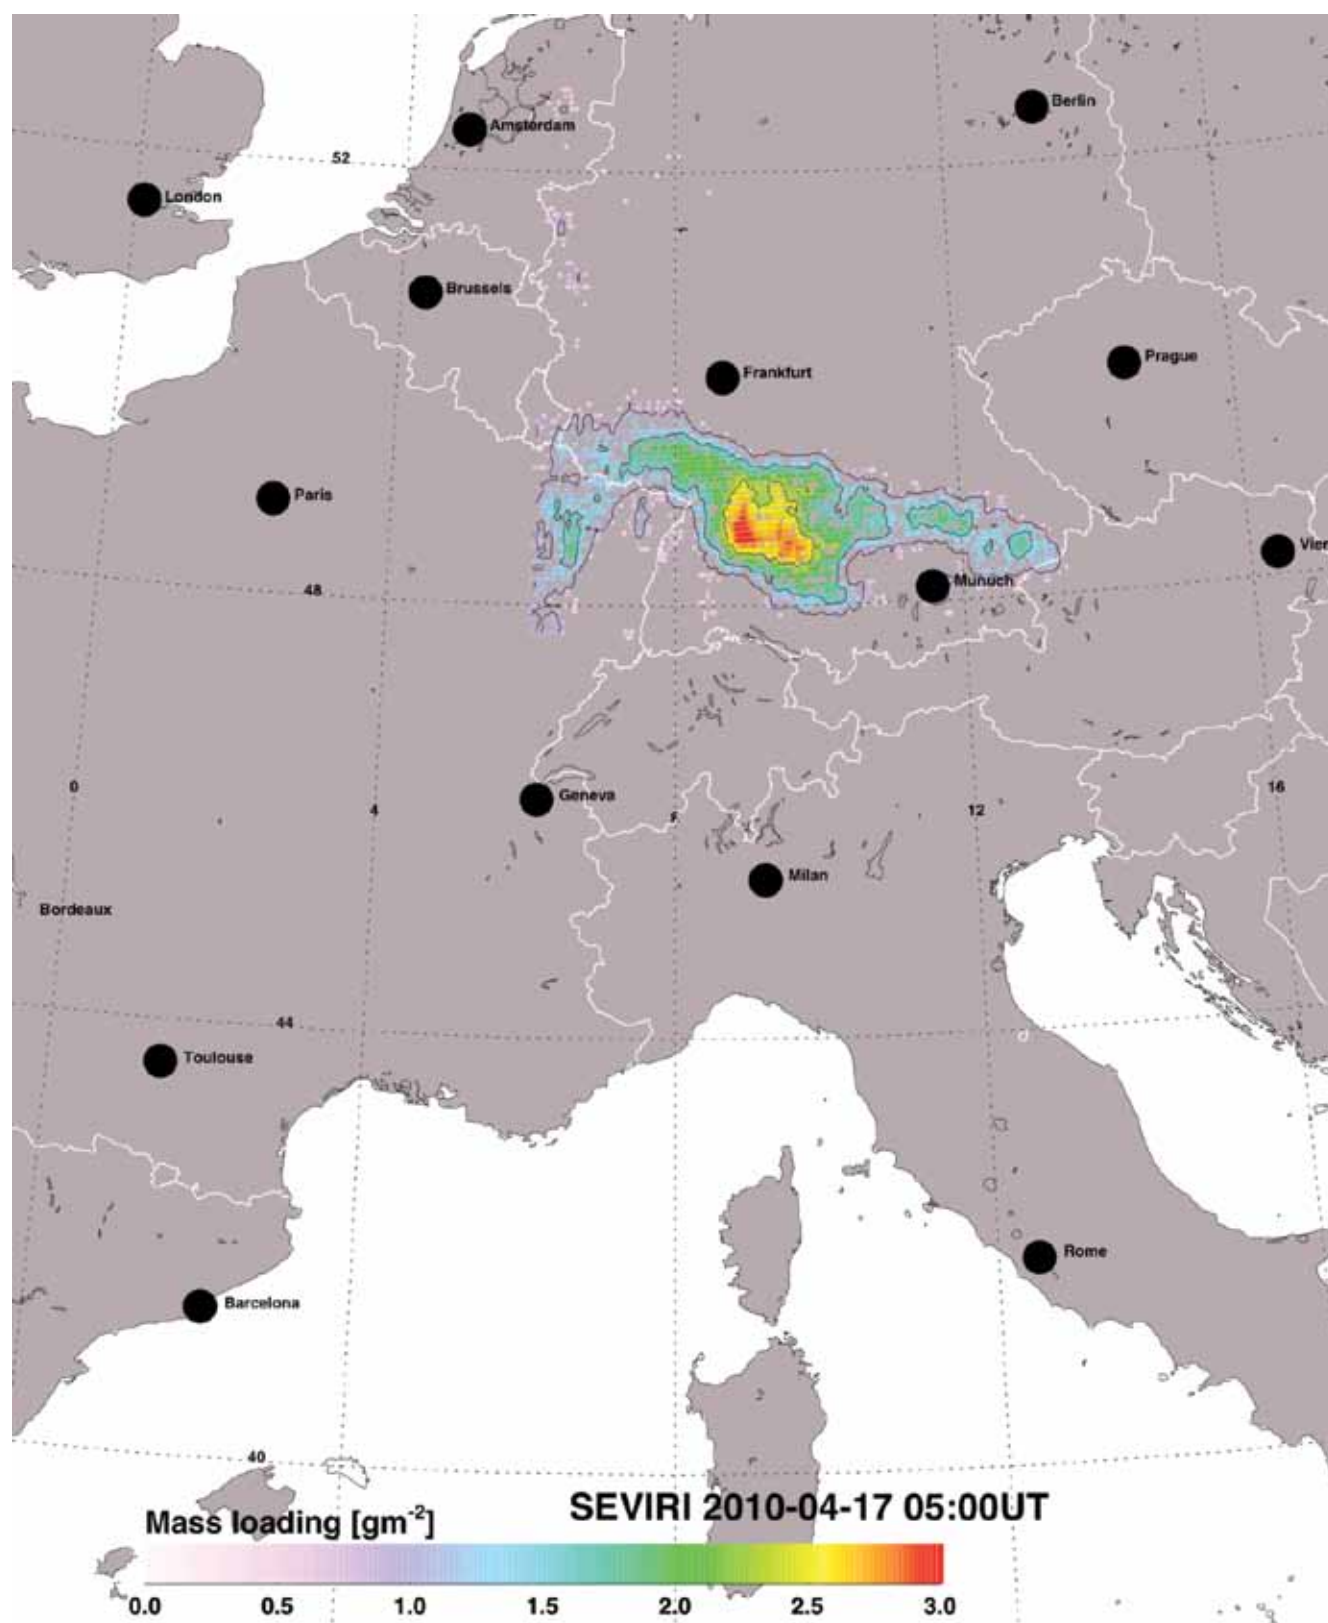 Berlin
Amsterdam
52
London
Brussels
Prague
Frankfurt
Paris
Vien
Munuch
48
0
4
Geneva
8
12
16
Milan
Bordeaux
44
Toulouse
Rome
Barcelona
40
SEVIRI 2010-04-17 05:00UT
Mass loading [gm⁻²]
0.0 0.5 1.0 1.5 2.0 2.5 3.0